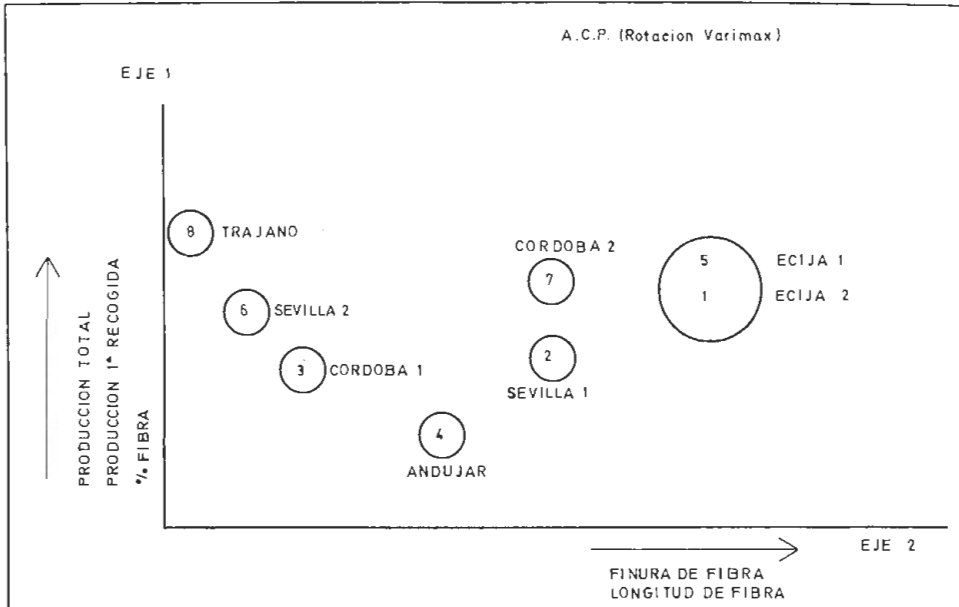 A.C.P. (Rotacion Varimax)
EJE 1
8 TRAJANO
CORDOBA 2
7
5 ECIJA 1
1 ECIJA 2
6 SEVILLA 2
3 CORDOBA 1
2
SEVILLA 1
4
ANDUJAR
PRODUCCION TOTAL
PRODUCCION 1ª RECOGIDA
% FIBRA
EJE 2
FINURA DE FIBRA
LONGITUD DE FIBRA